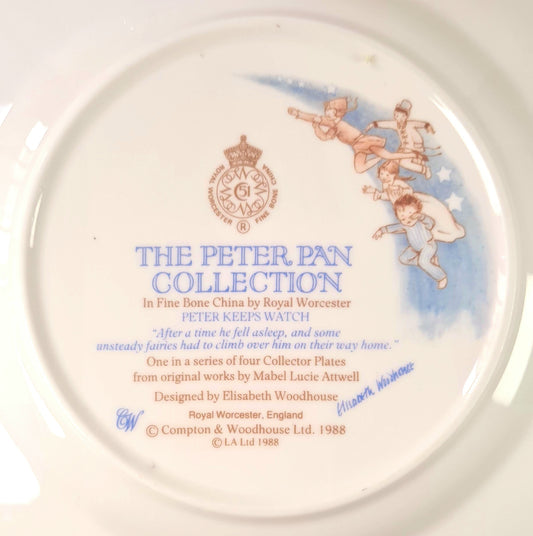 ROYAL WORCESTER FINE BONE CHINA
51
®
THE PETER PAN
COLLECTION
In Fine Bone China by Royal Worcester
PETER KEEPS WATCH
"After a time he fell asleep, and some
unsteady fairies had to climb over him on their way home."
One in a series of four Collector Plates
from original works by Mabel Lucie Attwell
Designed by Elisabeth Woodhouse
Elisabeth Woodhouse
CW
Royal Worcester, England
© Compton & Woodhouse Ltd. 1988
© LA Ltd 1988